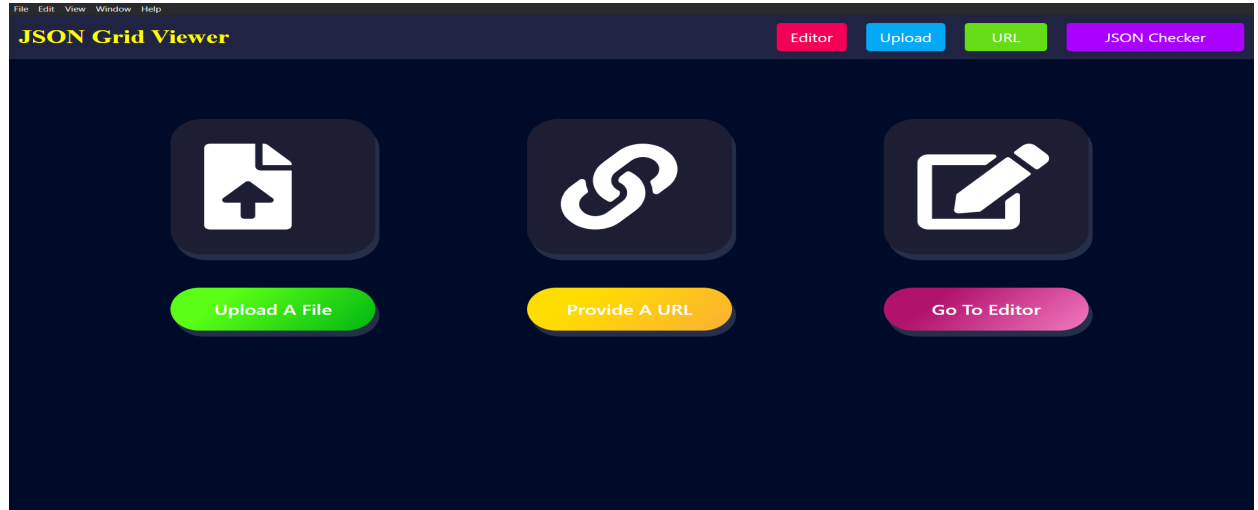 File Edit View Window Help
JSON Grid Viewer
Editor Upload URL JSON Checker
Upload A File
Provide A URL
Go To Editor